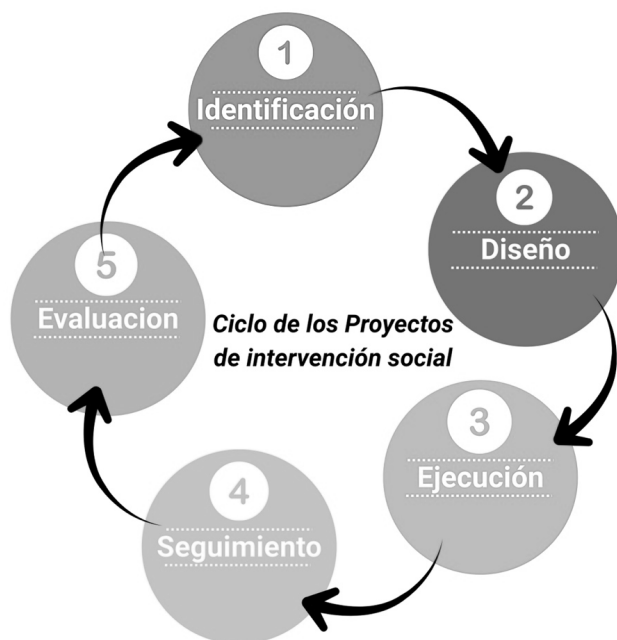 1
Identificación
2
Diseño
3
Ejecución
4
Seguimiento
5
Evaluacion
Ciclo de los Proyectos
de intervención social